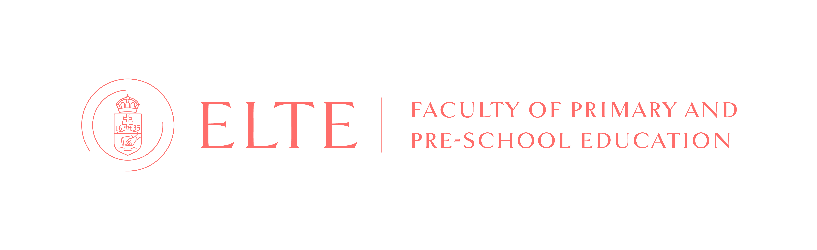 ELTE
FACULTY OF PRIMARY AND
PRE-SCHOOL EDUCATION